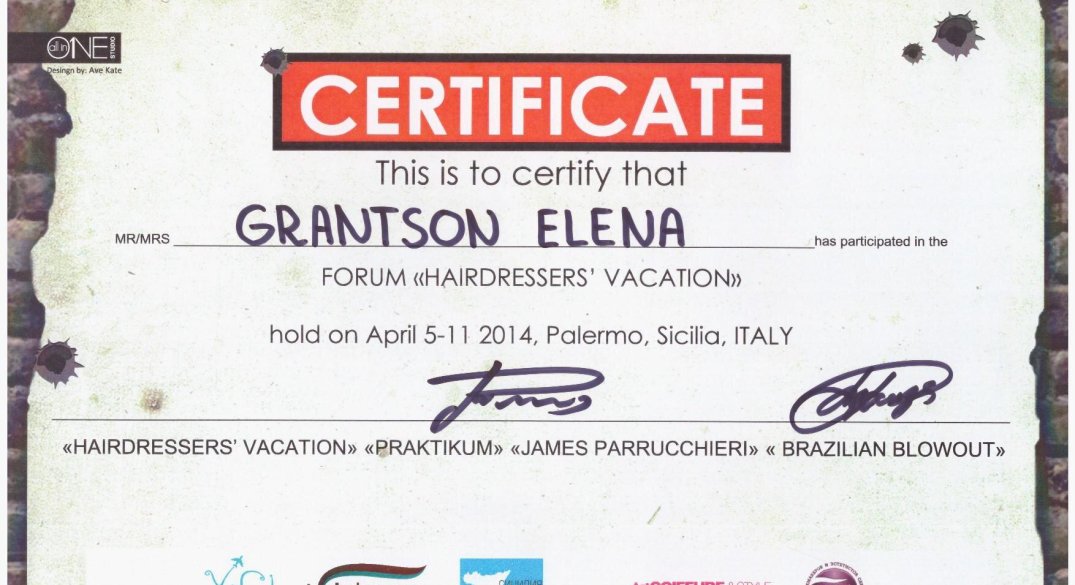 all in ONE STUDIO
Desingn by: Ave Kate
CERTIFICATE
This is to certify that
MR/MRS GRANTSON ELENA has participated in the
FORUM «HAIRDRESSERS’ VACATION»
hold on April 5-11 2014, Palermo, Sicilia, ITALY
«HAIRDRESSERS’ VACATION» «PRAKTIKUM» «JAMES PARRUCCHIERI» « BRAZILIAN BLOWOUT»